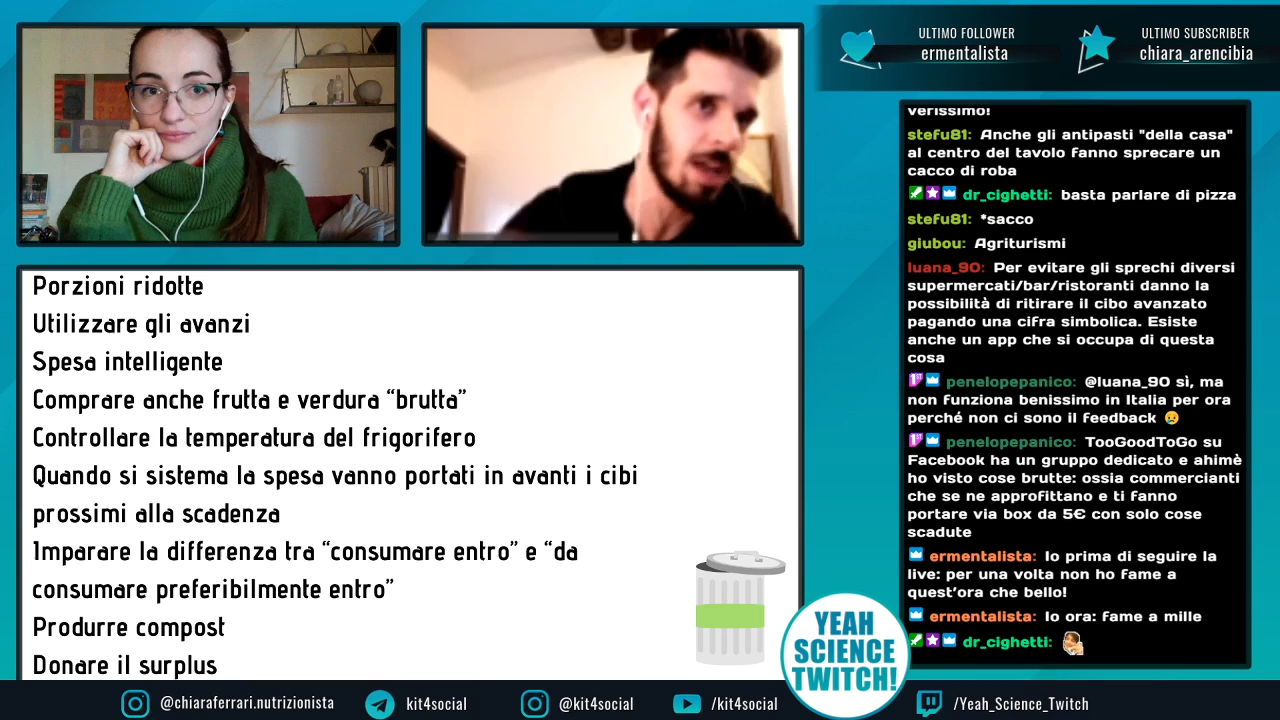 ULTIMO FOLLOWER
ermentalista
ULTIMO SUBSCRIBER
chiara_arencibia
Porzioni ridotte
Utilizzare gli avanzi
Spesa intelligente
Comprare anche frutta e verdura “brutta”
Controllare la temperatura del frigorifero
Quando si sistema la spesa vanno portati in avanti i cibi
prossimi alla scadenza
Imparare la differenza tra “consumare entro” e “da
consumare preferibilmente entro”
Produrre compost
Donare il surplus
verissimo!
stefu81: Anche gli antipasti "della casa"
al centro del tavolo fanno sprecare un
cacco di roba
dr_cighetti: basta parlare di pizza
stefu81: *sacco
giubou: Agriturismi
luana_90: Per evitare gli sprechi diversi
supermercati/bar/ristoranti danno la
possibilità di ritirare il cibo avanzato
pagando una cifra simbolica. Esiste
anche un app che si occupa di questa
cosa
1ST penelopepanico: @luana_90 sì, ma
non funziona benissimo in Italia per ora
perché non ci sono il feedback 😥
1ST penelopepanico: TooGoodToGo su
Facebook ha un gruppo dedicato e ahimè
ho visto cose brutte: ossia commercianti
che se ne approfittano e ti fanno
portare via box da 5€ con solo cose
scadute
ermentalista: Io prima di seguire la
live: per una volta non ho fame a
quest’ora che bello!
ermentalista: Io ora: fame a mille
dr_cighetti:
YEAH
SCIENCE
TWITCH!
@chiaraferrari.nutrizionista
kit4social
@kit4social
/kit4social
/Yeah_Science_Twitch